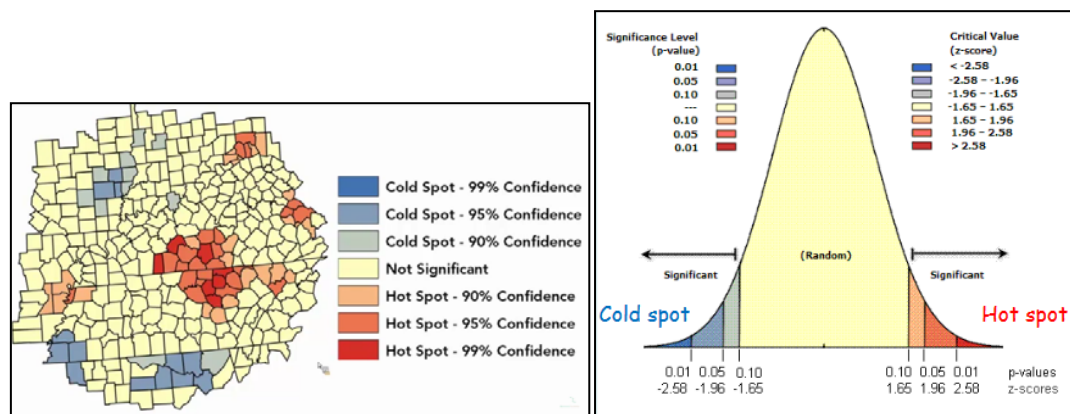 Cold Spot - 99% Confidence
Cold Spot - 95% Confidence
Cold Spot - 90% Confidence
Not Significant
Hot Spot - 90% Confidence
Hot Spot - 95% Confidence
Hot Spot - 99% Confidence
Significance Level
(p-value)
0.01
0.05
0.10
---
0.10
0.05
0.01
Critical Value
(z-score)
< -2.58
-2.58 - -1.96
-1.96 - -1.65
-1.65 - 1.65
1.65 - 1.96
1.96 - 2.58
> 2.58
(Random)
Significant
Significant
Cold spot
Hot spot
0.01 0.05 0.10 0.10 0.05 0.01 p-values
-2.58 -1.96 -1.65 1.65 1.96 2.58 z-scores